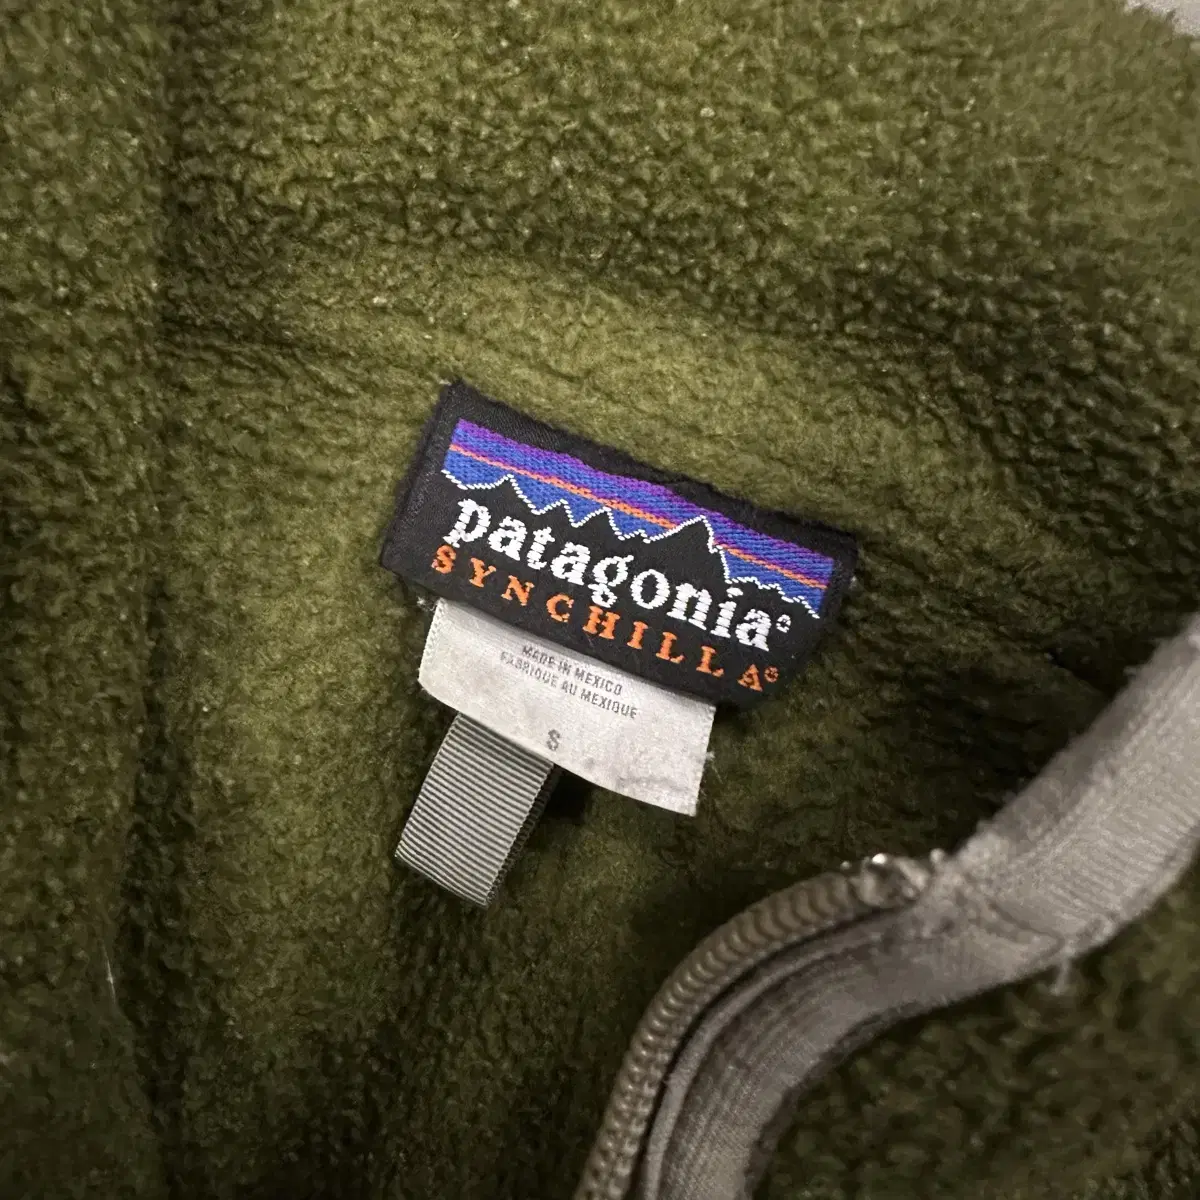 patagonia®
SYNCHILLA®
MADE IN MEXICO
FABRIQUE AU MEXIQUE
S